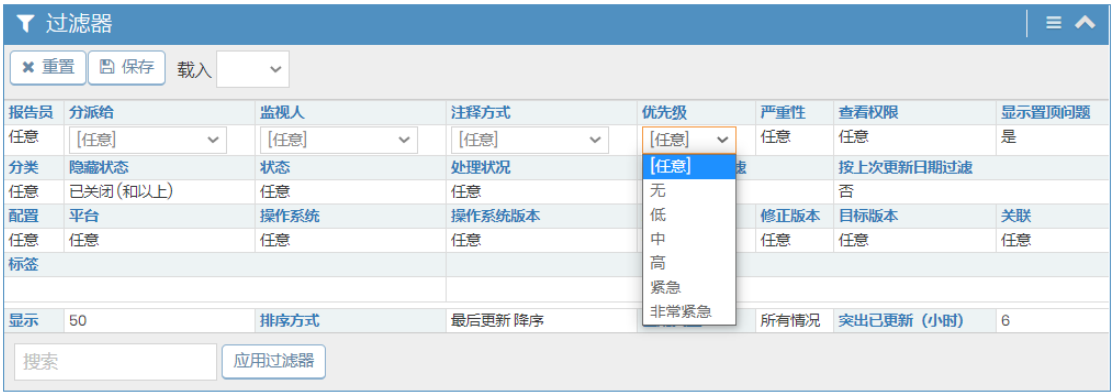 过滤器
重置 保存 载入
报告员 分派给 监视人 注释方式 优先级 严重性 查看权限 显示置顶问题
任意 [任意] [任意] [任意] [任意] 任意 任意 是
分类 隐藏状态 状态 处理状况 滤 按上次更新日期过滤
任意 已关闭(和以上) 任意 任意 否
配置 平台 操作系统 操作系统版本 修正版本 目标版本 关联
任意 任意 任意 任意 任意 任意 任意
标签
[任意]
无
低
中
高
紧急
非常紧急
显示 50 排序方式 最后更新 降序 所有情况 突出已更新（小时） 6
搜索 应用过滤器